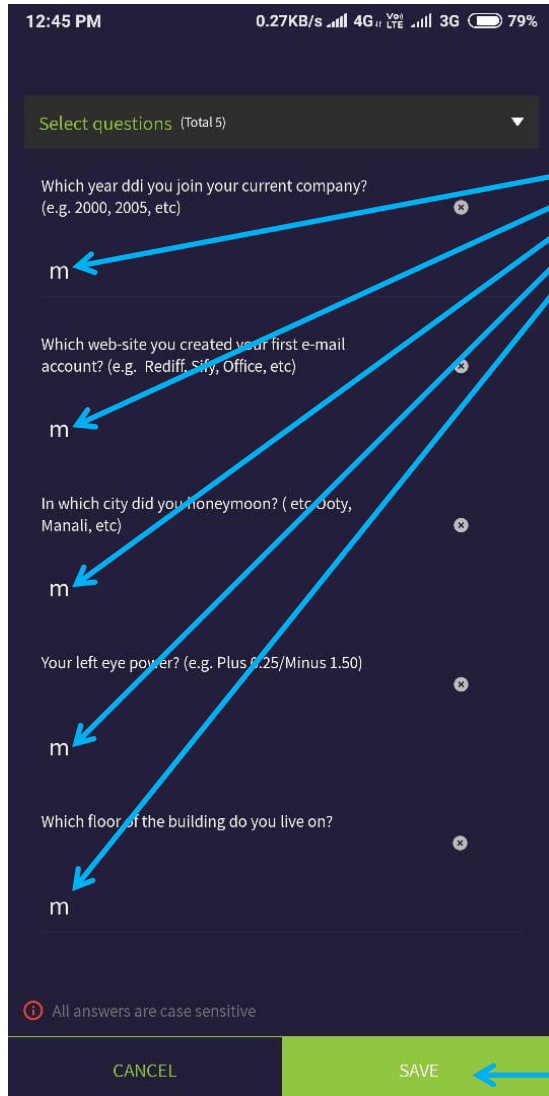 12:45 PM 0.27KB/s 4G Vo) LTE 3G 79%
Select questions (Total 5)
Which year ddi you join your current company?
(e.g. 2000, 2005, etc)
m
Which web-site you created your first e-mail
account? (e.g. Rediff, Sify, Office, etc)
m
In which city did you honeymoon? ( etc Ooty,
Manali, etc)
m
Your left eye power? (e.g. Plus 0.25/Minus 1.50)
m
Which floor of the building do you live on?
m
All answers are case sensitive
CANCEL SAVE